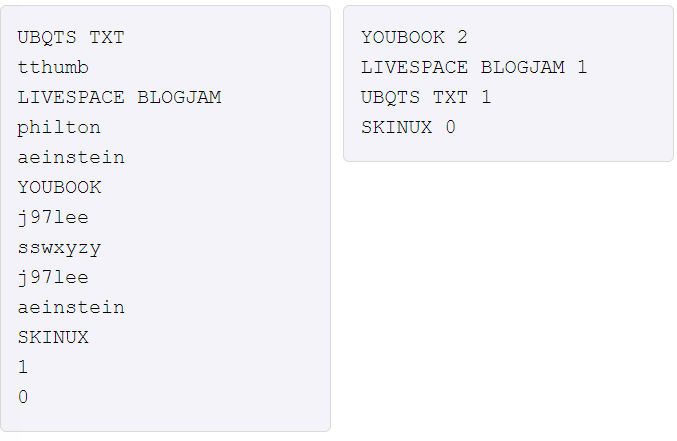 UBQTS TXT
tthumb
LIVESPACE BLOGJAM
philton
aeinstein
YOUBOOK
j97lee
sswxyzy
j97lee
aeinstein
SKINUX
1
0
YOUBOOK 2
LIVESPACE BLOGJAM 1
UBQTS TXT 1
SKINUX 0